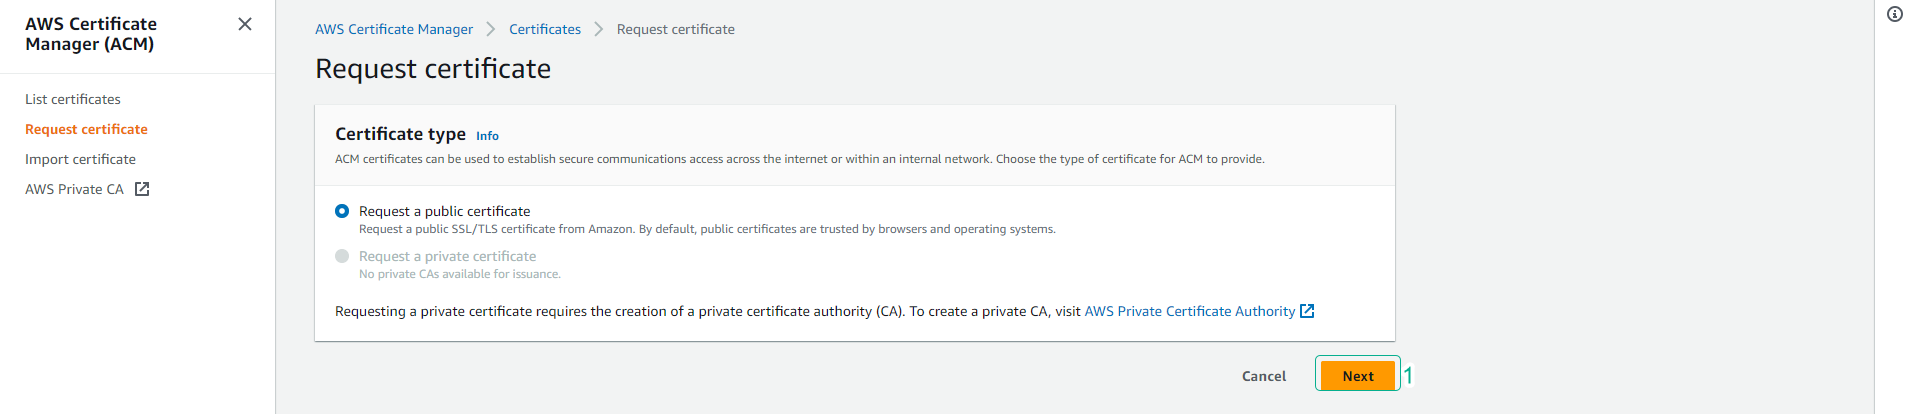 AWS Certificate
Manager (ACM)
List certificates
Request certificate
Import certificate
AWS Private CA
AWS Certificate Manager > Certificates > Request certificate
Request certificate
Certificate type Info
ACM certificates can be used to establish secure communications access across the internet or within an internal network. Choose the type of certificate for ACM to provide.
Request a public certificate
Request a public SSL/TLS certificate from Amazon. By default, public certificates are trusted by browsers and operating systems.
Request a private certificate
No private CAs available for issuance.
Requesting a private certificate requires the creation of a private certificate authority (CA). To create a private CA, visit AWS Private Certificate Authority
Cancel Next 1